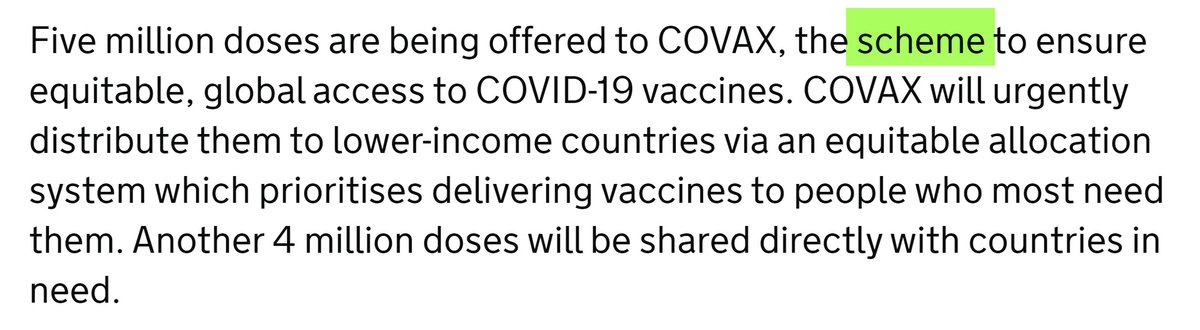 Five million doses are being offered to COVAX, the scheme to ensure
equitable, global access to COVID-19 vaccines. COVAX will urgently
distribute them to lower-income countries via an equitable allocation
system which prioritises delivering vaccines to people who most need
them. Another 4 million doses will be shared directly with countries in
need.